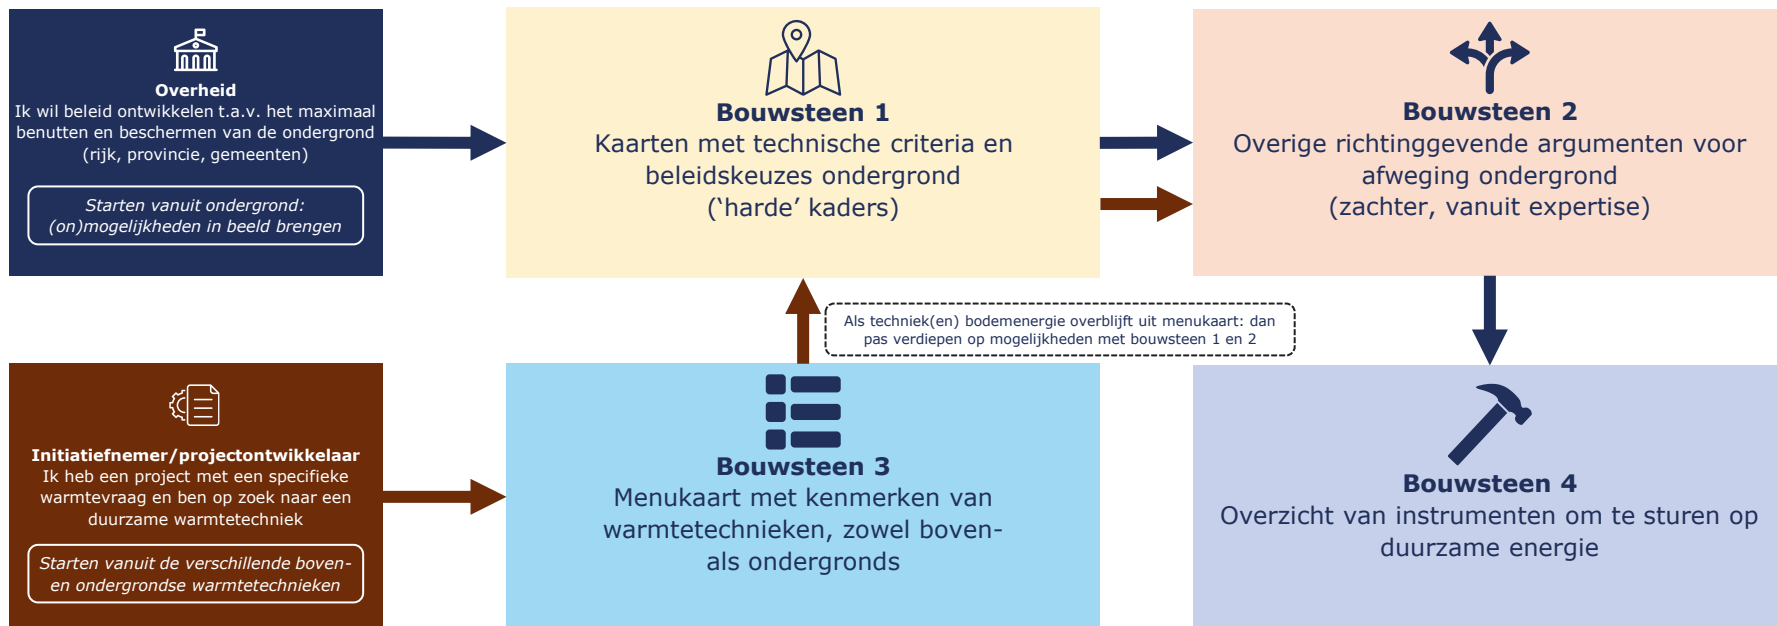 Overheid
Ik wil beleid ontwikkelen t.a.v. het maximaal
benutten en beschermen van de ondergrond
(rijk, provincie, gemeenten)
Starten vanuit ondergrond:
(on)mogelijkheden in beeld brengen
Bouwsteen 1
Kaarten met technische criteria en
beleidskeuzes ondergrond
(‘harde’ kaders)
Bouwsteen 2
Overige richtinggevende argumenten voor
afweging ondergrond
(zachter, vanuit expertise)
Als techniek(en) bodemenergie overblijft uit menukaart: dan
pas verdiepen op mogelijkheden met bouwsteen 1 en 2
Initiatiefnemer/projectontwikkelaar
Ik heb een project met een specifieke
warmtevraag en ben op zoek naar een
duurzame warmtetechniek
Starten vanuit de verschillende boven-
en ondergrondse warmtetechnieken
Bouwsteen 3
Menukaart met kenmerken van
warmtetechnieken, zowel boven-
als ondergronds
Bouwsteen 4
Overzicht van instrumenten om te sturen op
duurzame energie